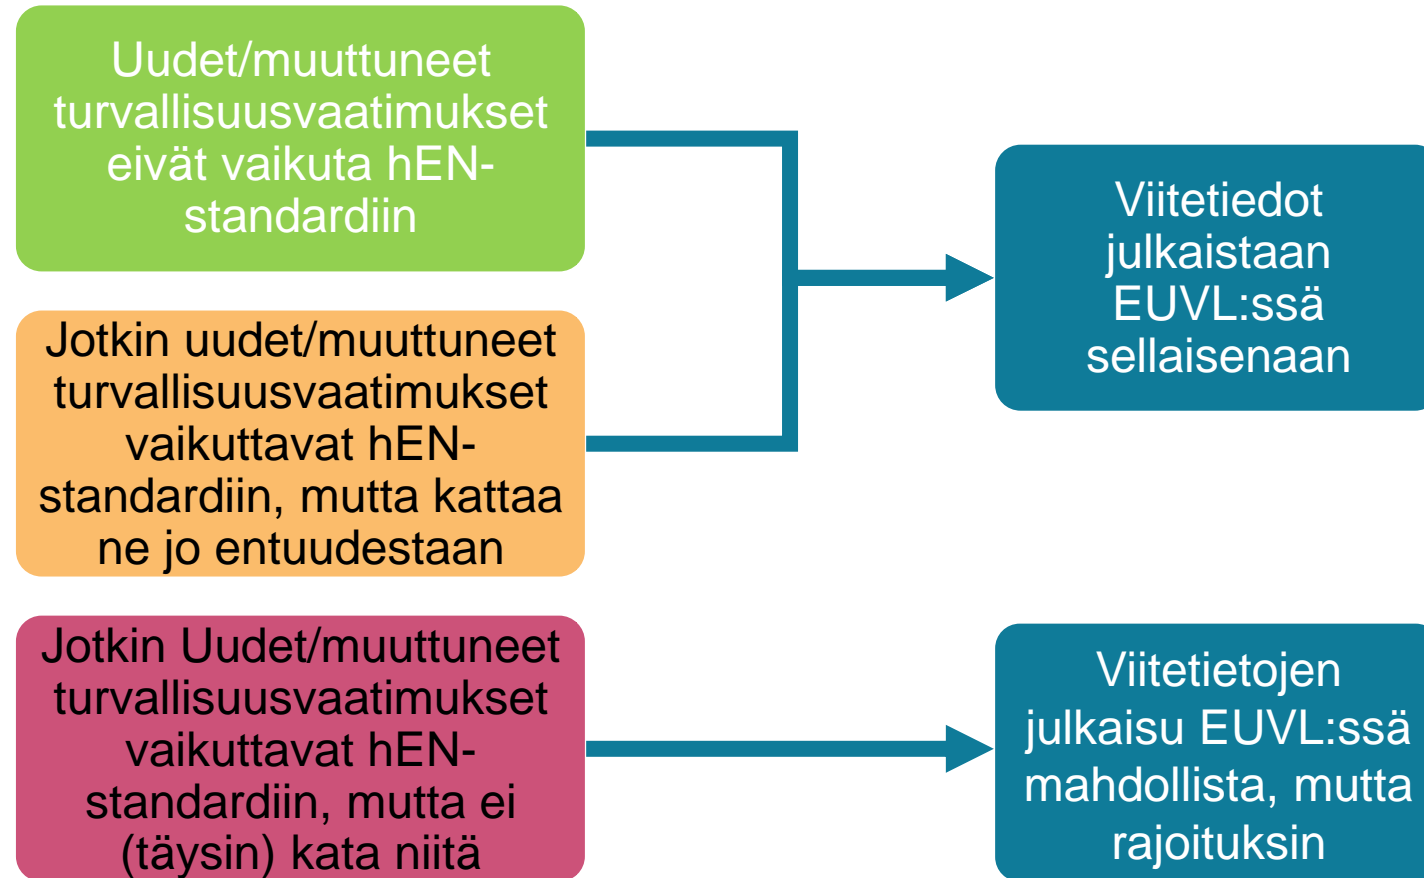 Uudet/muuttuneet
turvallisuusvaatimukset
eivät vaikuta hEN-
standardiin
Jotkin uudet/muuttuneet
turvallisuusvaatimukset
vaikuttavat hEN-
standardiin, mutta kattaa
ne jo entuudestaan
Jotkin Uudet/muuttuneet
turvallisuusvaatimukset
vaikuttavat hEN-
standardiin, mutta ei
(täysin) kata niitä
Viitetiedot
julkaistaan
EUVL:ssä
sellaisenaan
Viitetietojen
julkaisu EUVL:ssä
mahdollista, mutta
rajoituksin